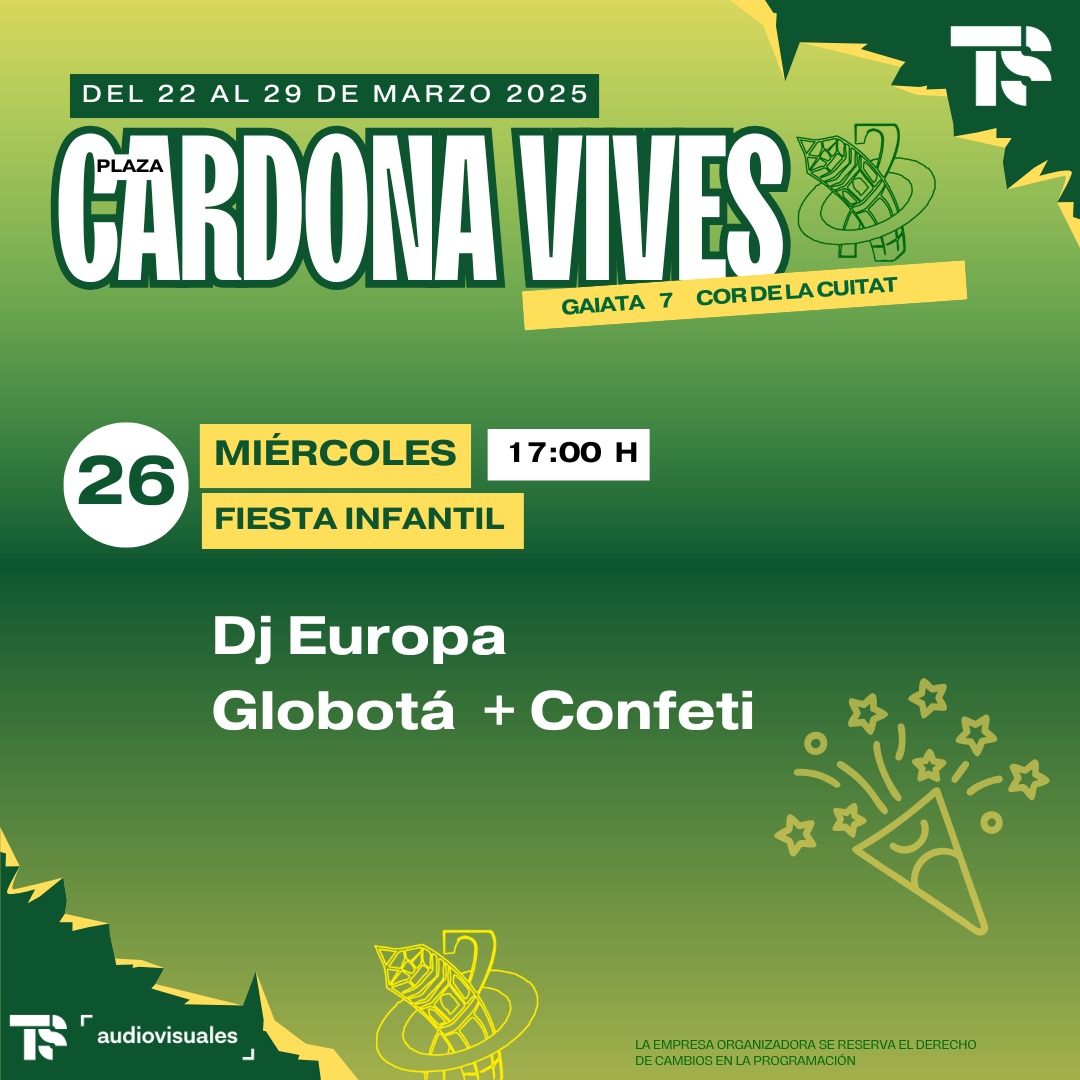 TS
DEL 22 AL 29 DE MARZO 2025
PLAZA
CARDONA VIVES
GAIATA 7 COR DE LA CUITAT
26
MIÉRCOLES
17:00 H
FIESTA INFANTIL
Dj Europa
Globotá + Confeti
TS audiovisuales
LA EMPRESA ORGANIZADORA SE RESERVA EL DERECHO
DE CAMBIOS EN LA PROGRAMACIÓN